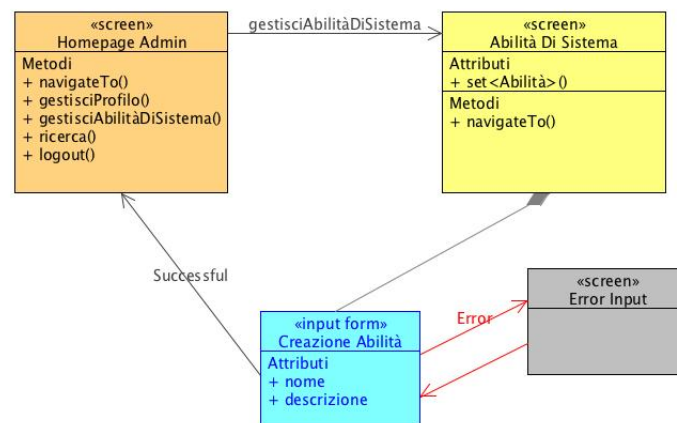 «screen»
Homepage Admin
Metodi
+ navigateTo()
+ gestisciProfilo()
+ gestisciAbilitàDiSistema()
+ ricerca()
+ logout()
gestisciAbilitàDiSistema
«screen»
Abilità Di Sistema
Attributi
+ set<Abilità>()
Metodi
+ navigateTo()
Successful
«input form»
Creazione Abilità
Attributi
+ nome
+ descrizione
Error
«screen»
Error Input